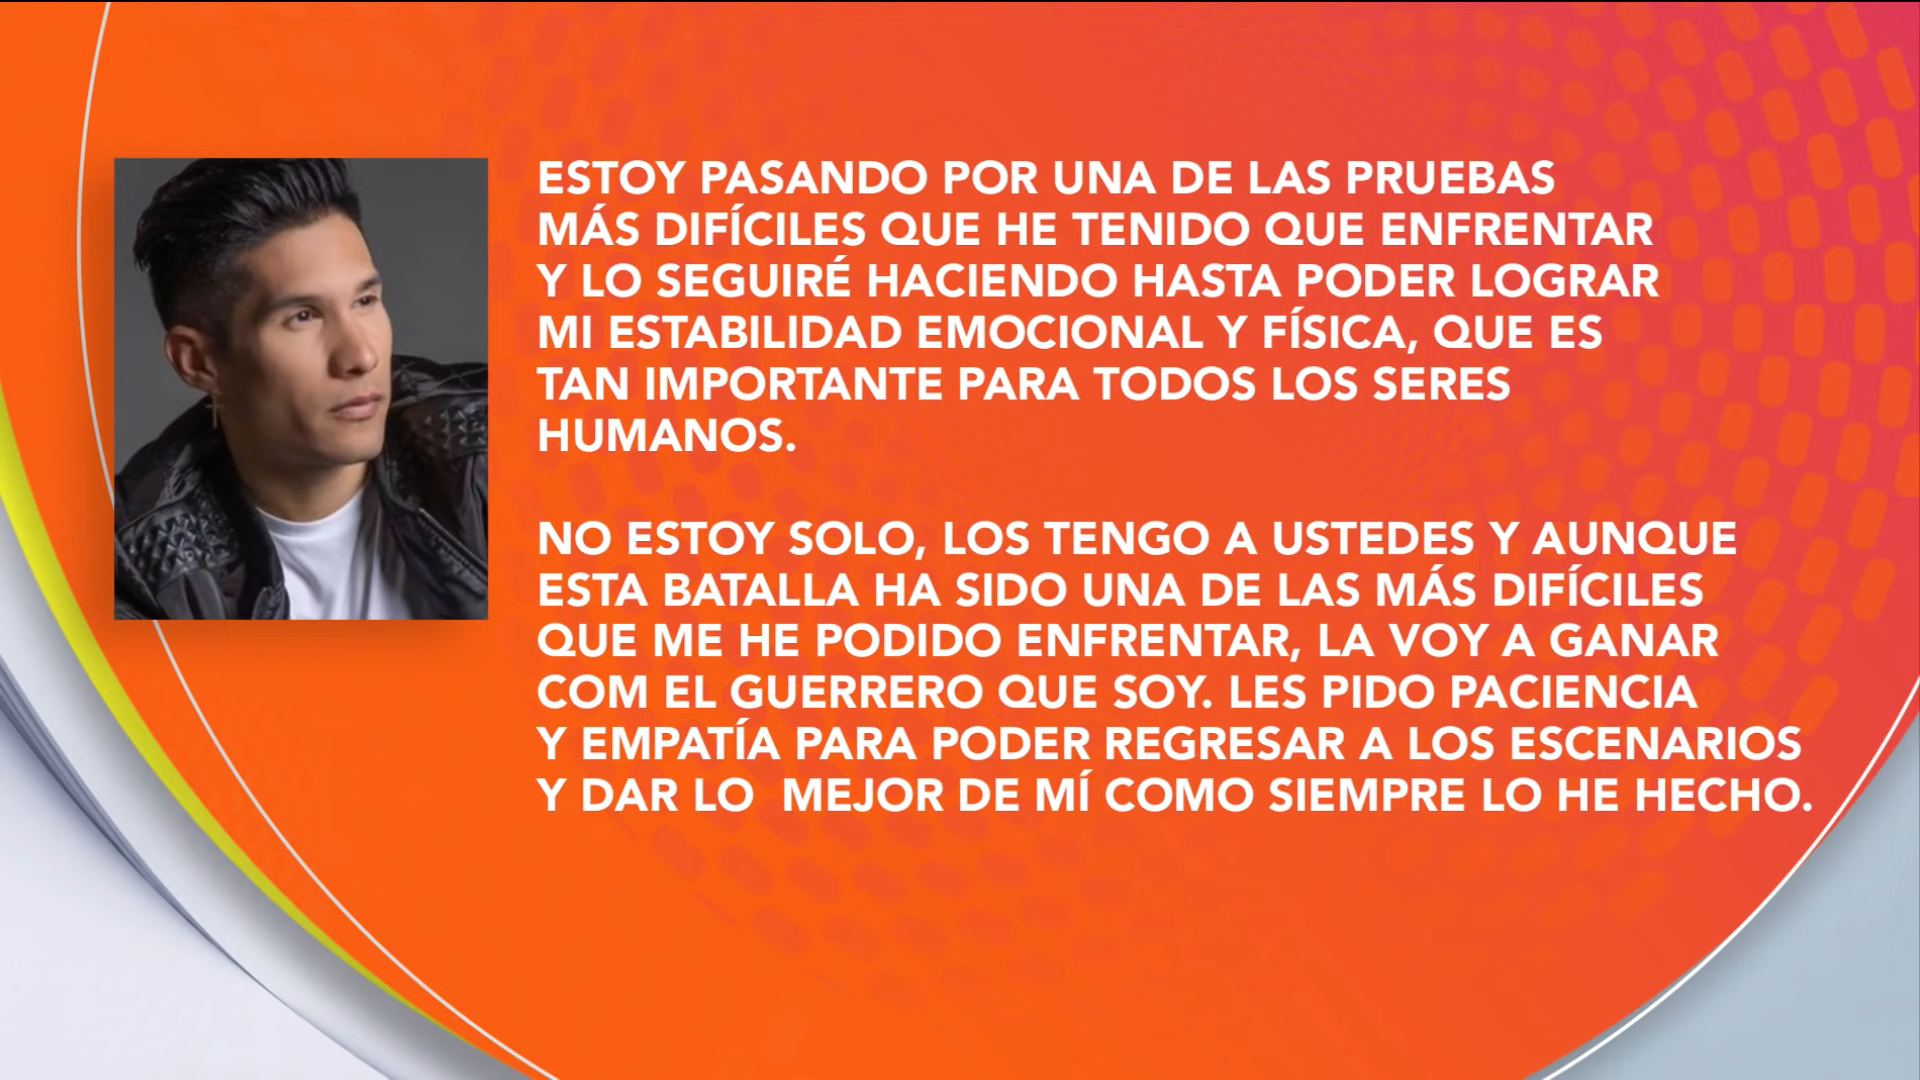 ESTOY PASANDO POR UNA DE LAS PRUEBAS
MÁS DIFÍCILES QUE HE TENIDO QUE ENFRENTAR
Y LO SEGUIRÉ HACIENDO HASTA PODER LOGRAR
MI ESTABILIDAD EMOCIONAL Y FÍSICA, QUE ES
TAN IMPORTANTE PARA TODOS LOS SERES
HUMANOS.
NO ESTOY SOLO, LOS TENGO A USTEDES Y AUNQUE
ESTA BATALLA HA SIDO UNA DE LAS MÁS DIFÍCILES
QUE ME HE PODIDO ENFRENTAR, LA VOY A GANAR
COM EL GUERRERO QUE SOY. LES PIDO PACIENCIA
Y EMPATÍA PARA PODER REGRESAR A LOS ESCENARIOS
Y DAR LO  MEJOR DE MÍ COMO SIEMPRE LO HE HECHO.